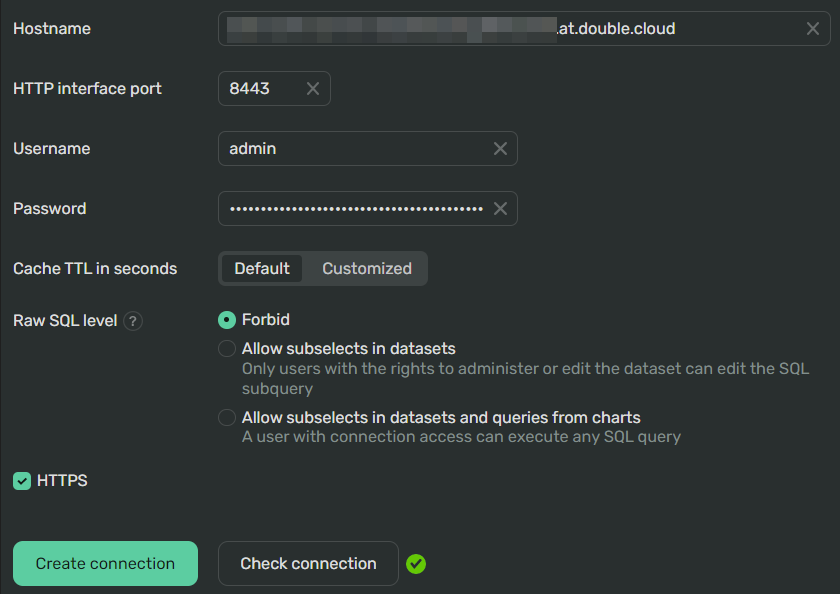 Hostname
.at.double.cloud
HTTP interface port
8443
Username
admin
Password
Cache TTL in seconds
Default
Customized
Raw SQL level ?
Forbid
Allow subselects in datasets
Only users with the rights to administer or edit the dataset can edit the SQL
subquery
Allow subselects in datasets and queries from charts
A user with connection access can execute any SQL query
HTTPS
Create connection
Check connection